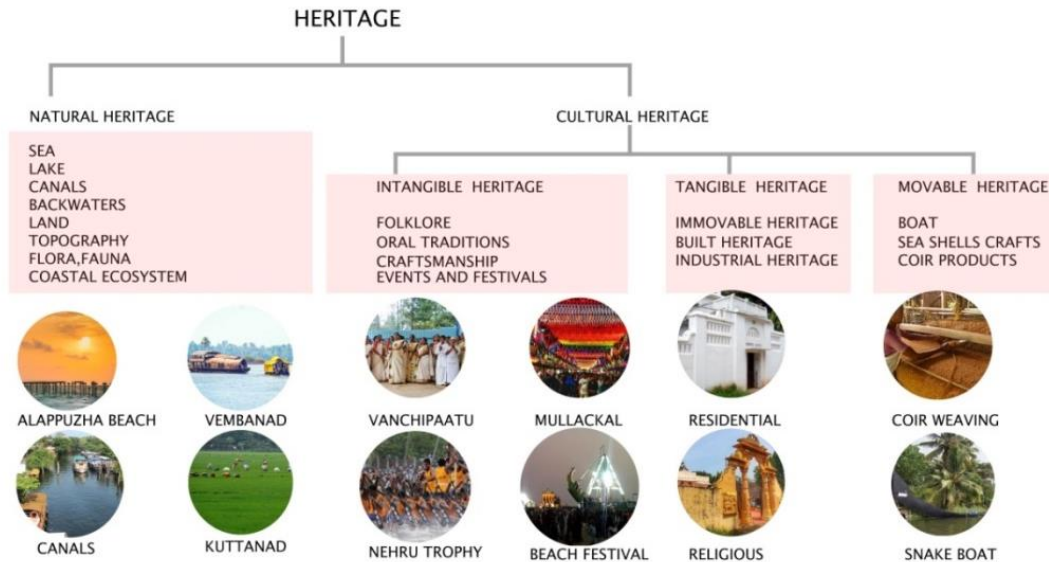 HERITAGE
NATURAL HERITAGE
CULTURAL HERITAGE
SEA
LAKE
CANALS
BACKWATERS
LAND
TOPOGRAPHY
FLORA,FAUNA
COASTAL ECOSYSTEM
INTANGIBLE HERITAGE
FOLKLORE
ORAL TRADITIONS
CRAFTSMANSHIP
EVENTS AND FESTIVALS
TANGIBLE HERITAGE
IMMOVABLE HERITAGE
BUILT HERITAGE
INDUSTRIAL HERITAGE
MOVABLE HERITAGE
BOAT
SEA SHELLS CRAFTS
COIR PRODUCTS
ALAPPUZHA BEACH
VEMBANAD
VANCHIPAATU
MULLACKAL
RESIDENTIAL
COIR WEAVING
CANALS
KUTTANAD
NEHRU TROPHY
BEACH FESTIVAL
RELIGIOUS
SNAKE BOAT